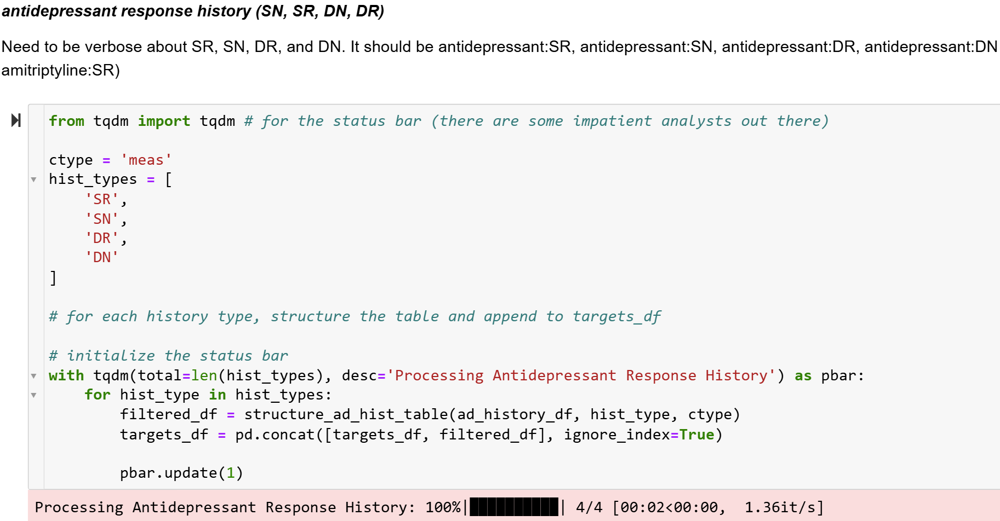 antidepressant response history (SN, SR, DN, DR)
Need to be verbose about SR, SN, DR, and DN. It should be antidepressant:SR, antidepressant:SN, antidepressant:DR, antidepressant:DN
amitriptyline:SR)
from tqdm import tqdm # for the status bar (there are some impatient analysts out there)
ctype = 'meas'
hist_types = [
    'SR',
    'SN',
    'DR',
    'DN'
]
# for each history type, structure the table and append to targets_df
# initialize the status bar
with tqdm(total=len(hist_types), desc='Processing Antidepressant Response History') as pbar:
    for hist_type in hist_types:
        filtered_df = structure_ad_hist_table(ad_history_df, hist_type, ctype)
        targets_df = pd.concat([targets_df, filtered_df], ignore_index=True)
        pbar.update(1)
Processing Antidepressant Response History: 100%|██████████| 4/4 [00:02<00:00,  1.36it/s]